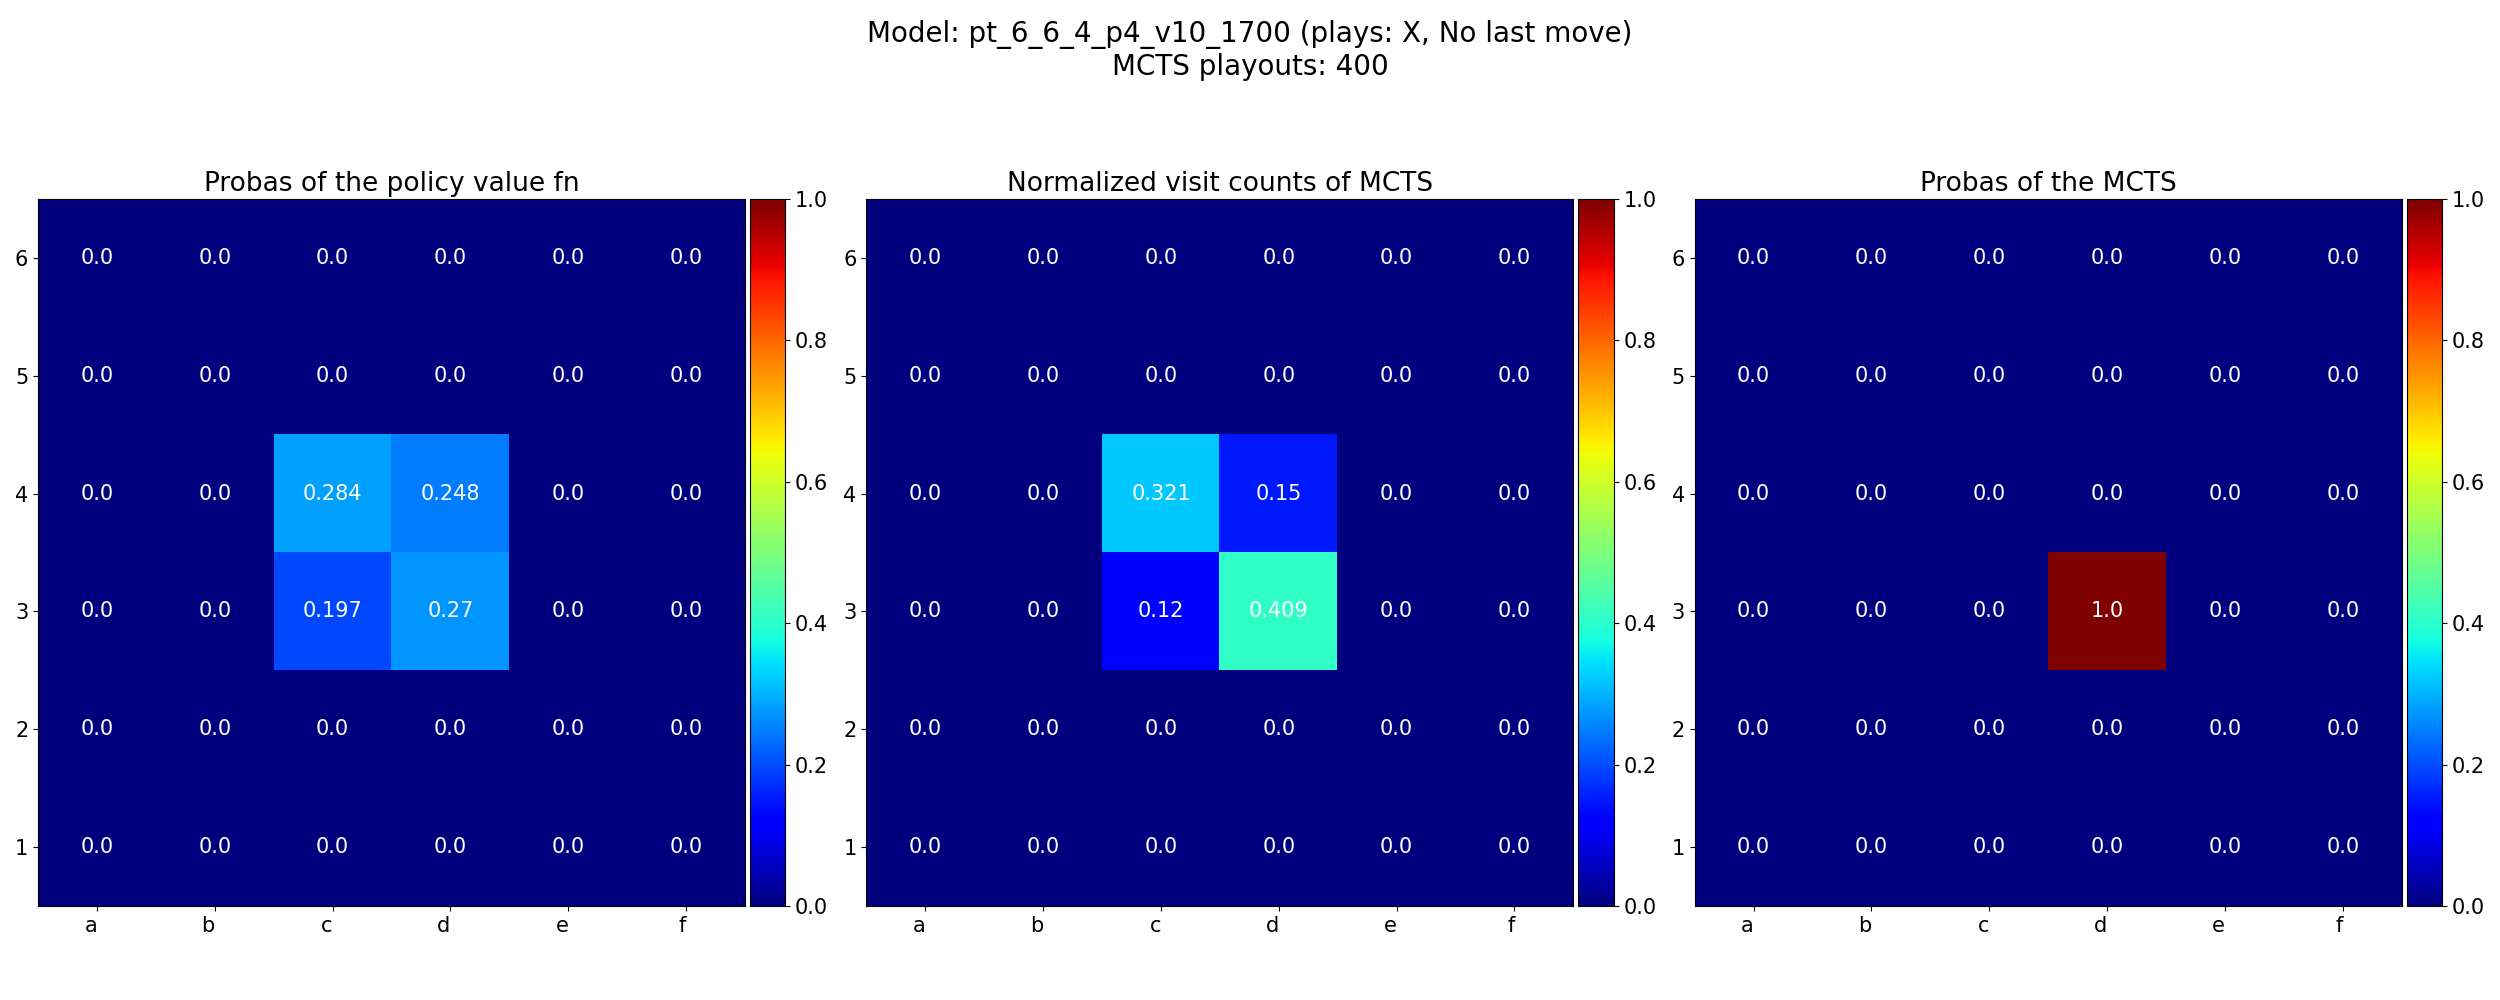 Model: pt_6_6_4_p4_v10_1700 (plays: X, No last move)
MCTS playouts: 400
Probas of the policy value fn
6 0.0 0.0 0.0 0.0 0.0 0.0
5 0.0 0.0 0.0 0.0 0.0 0.0
4 0.0 0.0 0.284 0.248 0.0 0.0
3 0.0 0.0 0.197 0.27 0.0 0.0
2 0.0 0.0 0.0 0.0 0.0 0.0
1 0.0 0.0 0.0 0.0 0.0 0.0
a b c d e f
1.0
0.8
0.6
0.4
0.2
0.0
Normalized visit counts of MCTS
6 0.0 0.0 0.0 0.0 0.0 0.0
5 0.0 0.0 0.0 0.0 0.0 0.0
4 0.0 0.0 0.321 0.15 0.0 0.0
3 0.0 0.0 0.12 0.409 0.0 0.0
2 0.0 0.0 0.0 0.0 0.0 0.0
1 0.0 0.0 0.0 0.0 0.0 0.0
a b c d e f
1.0
0.8
0.6
0.4
0.2
0.0
Probas of the MCTS
6 0.0 0.0 0.0 0.0 0.0 0.0
5 0.0 0.0 0.0 0.0 0.0 0.0
4 0.0 0.0 0.0 0.0 0.0 0.0
3 0.0 0.0 0.0 1.0 0.0 0.0
2 0.0 0.0 0.0 0.0 0.0 0.0
1 0.0 0.0 0.0 0.0 0.0 0.0
a b c d e f
1.0
0.8
0.6
0.4
0.2
0.0